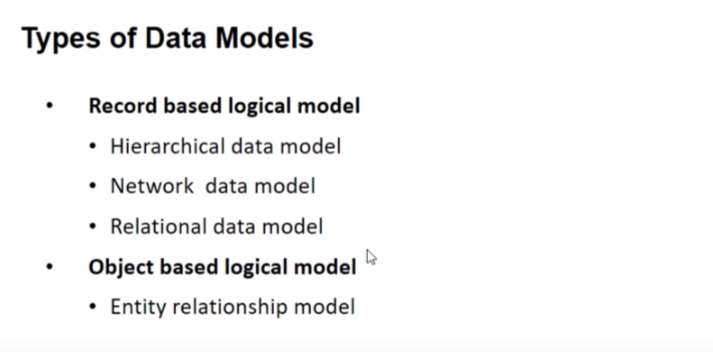 Types of Data Models
• Record based logical model
• Hierarchical data model
• Network data model
• Relational data model
• Object based logical model
• Entity relationship model